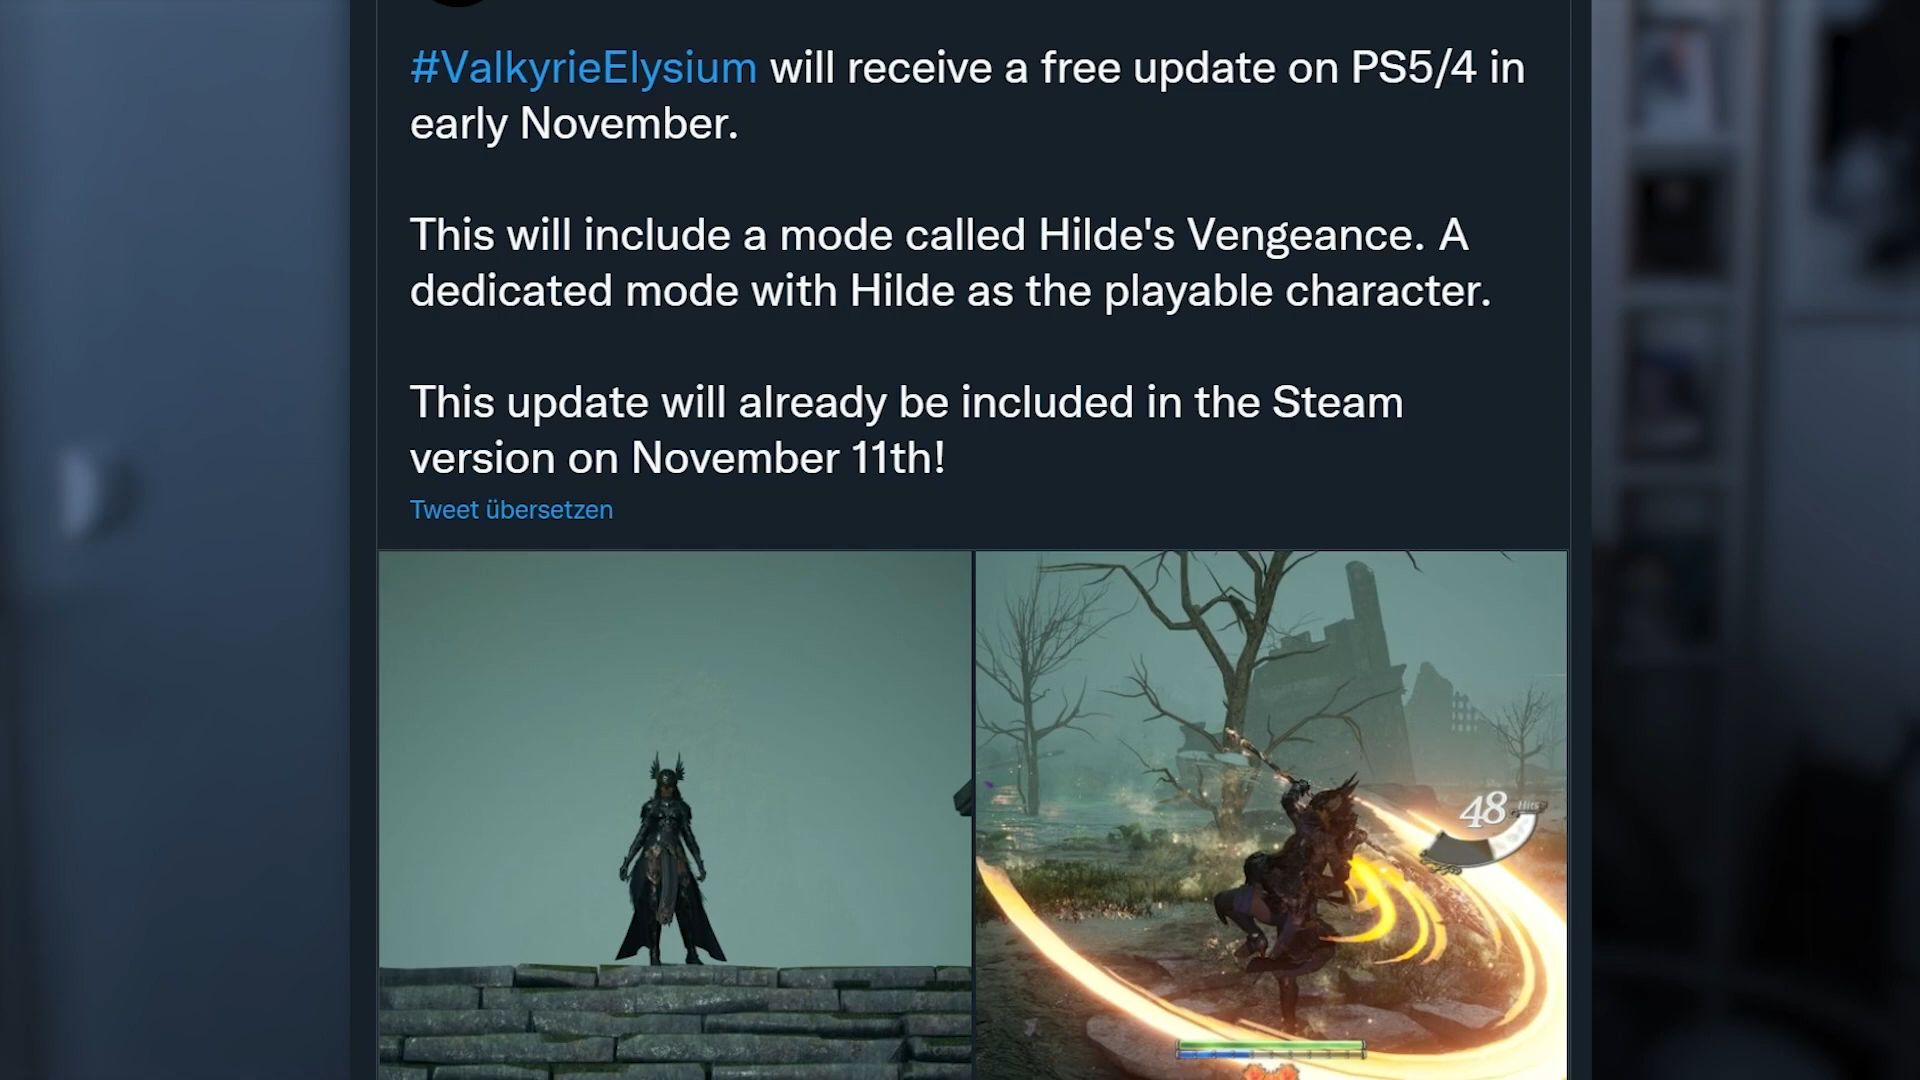 #ValkyrieElysium will receive a free update on PS5/4 in
early November.
This will include a mode called Hilde's Vengeance. A
dedicated mode with Hilde as the playable character.
This update will already be included in the Steam
version on November 11th!
Tweet übersetzen
48 Hits